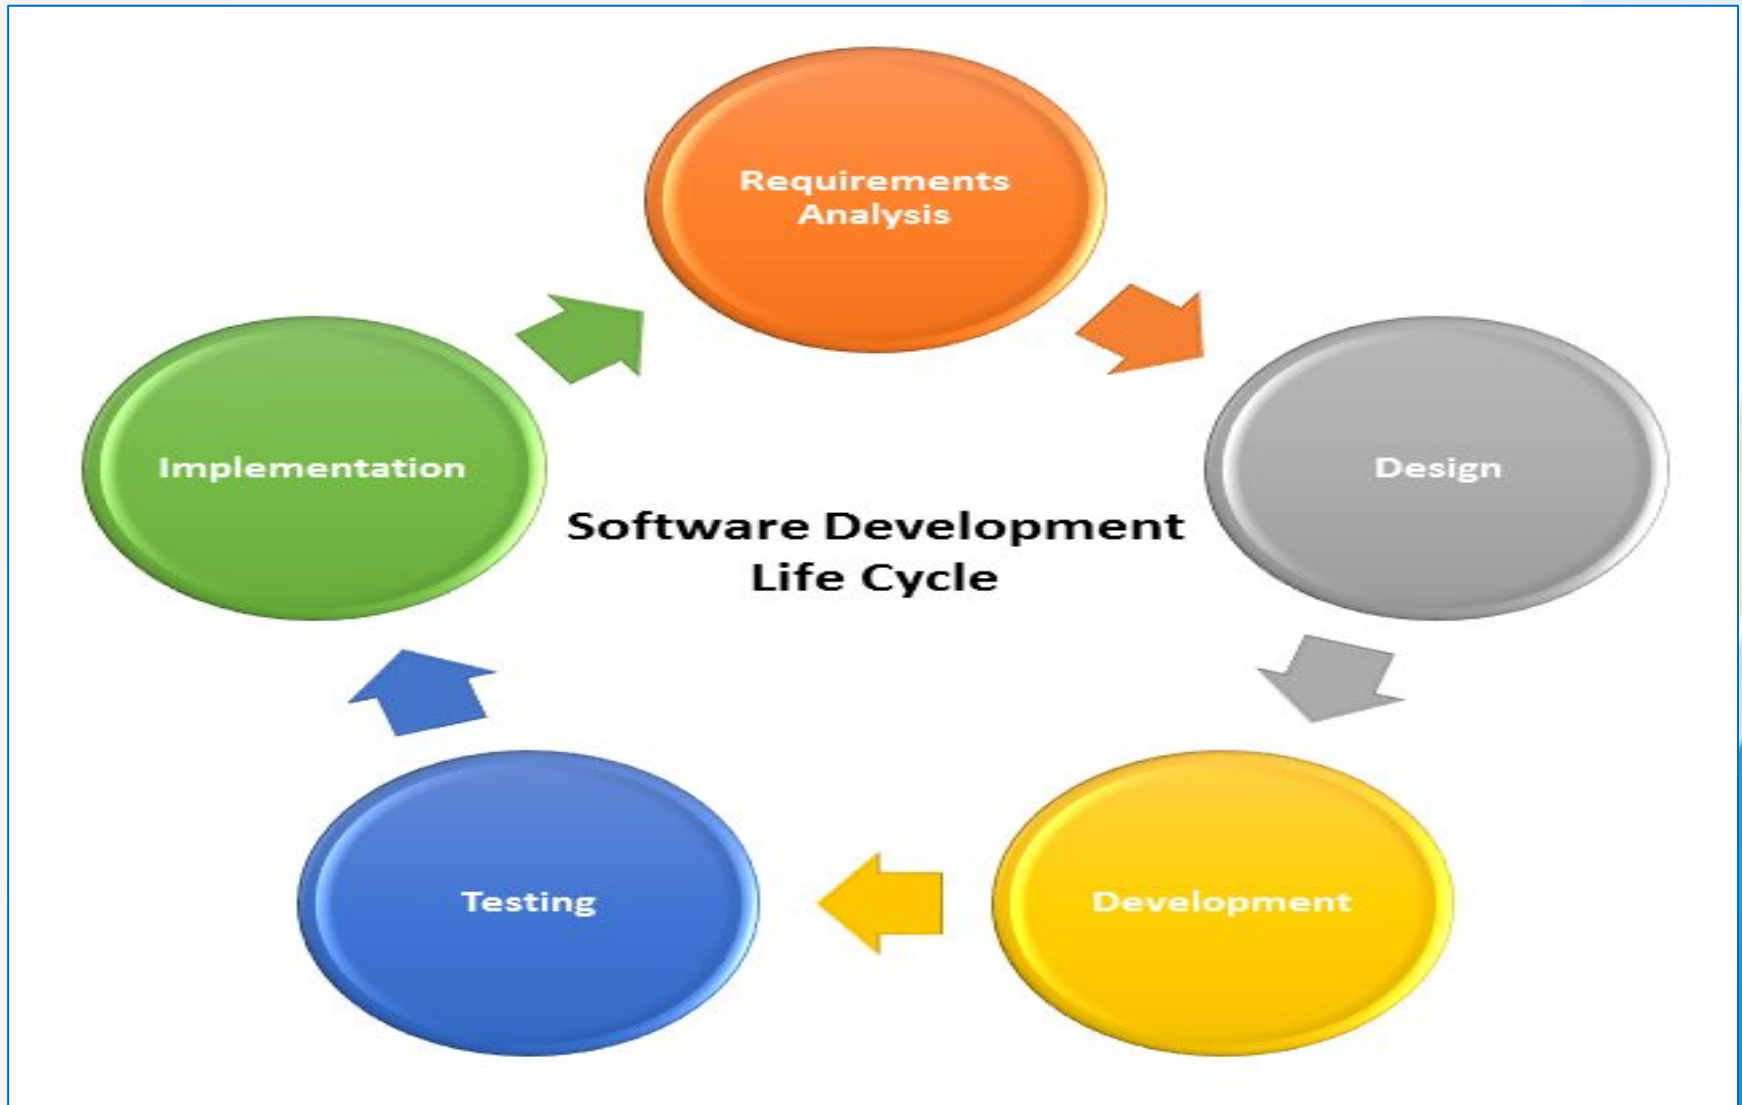 Requirements
Analysis
Design
Development
Testing
Implementation
Software Development
Life Cycle